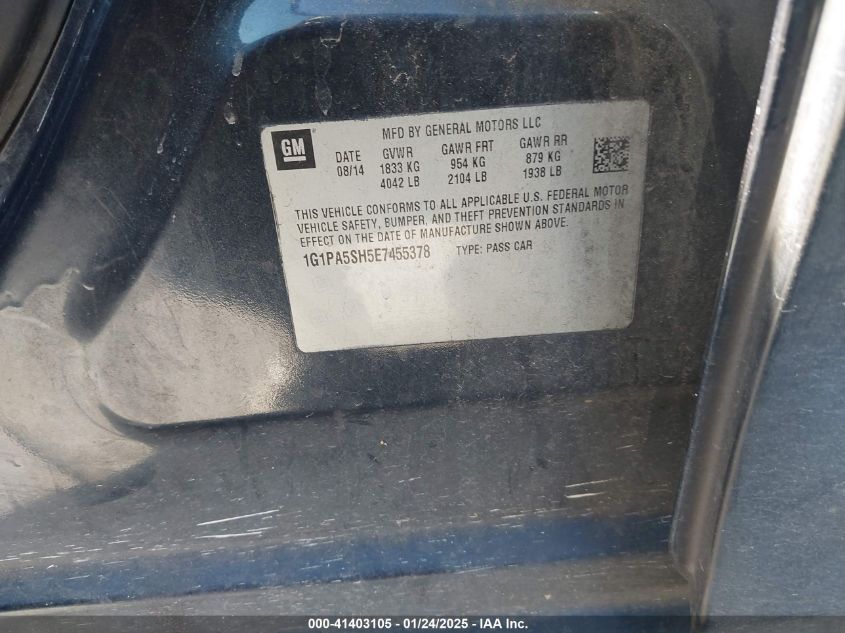 GM
MFD BY GENERAL MOTORS LLC
DATE GVWR GAWR FRT GAWR RR
08/14 1833 KG 954 KG 879 KG
4042 LB 2104 LB 1938 LB
THIS VEHICLE CONFORMS TO ALL APPLICABLE U.S. FEDERAL MOTOR
VEHICLE SAFETY, BUMPER, AND THEFT PREVENTION STANDARDS IN
EFFECT ON THE DATE OF MANUFACTURE SHOWN ABOVE.
1G1PA5SH5E7455378 TYPE: PASS CAR
000-41403105 - 01/24/2025 - IAA Inc.